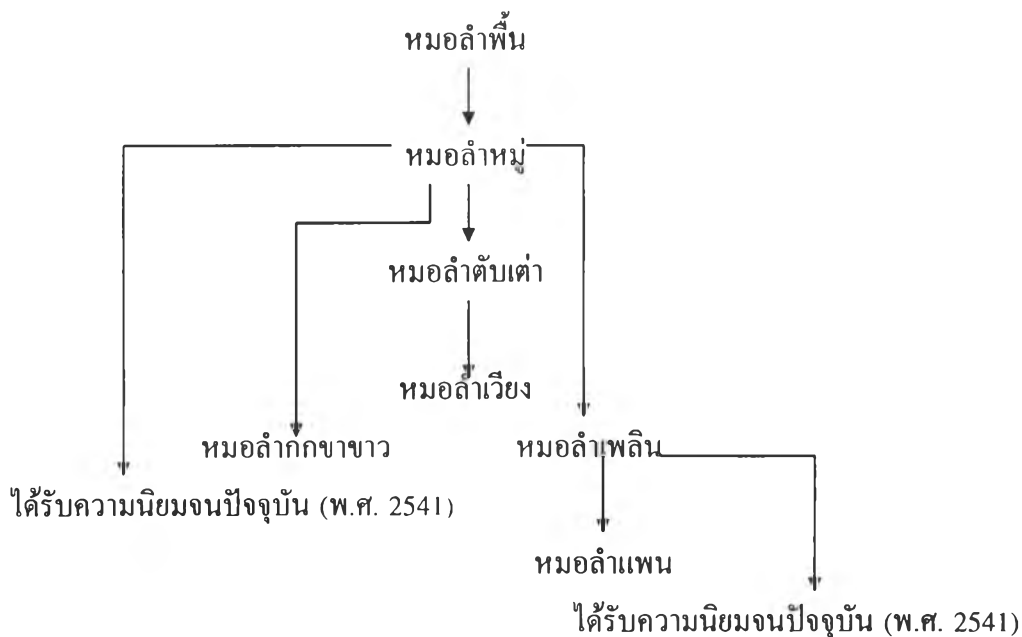 หมอลำพื้น
หมอลำหมู่
หมอลำตับเต่า
หมอลำเวียง
หมอลำกกขาขาว
หมอลำเพลิน
ได้รับความนิยมจนปัจจุบัน (พ.ศ. 2541)
หมอลำแพน
ได้รับความนิยมจนปัจจุบัน (พ.ศ. 2541)